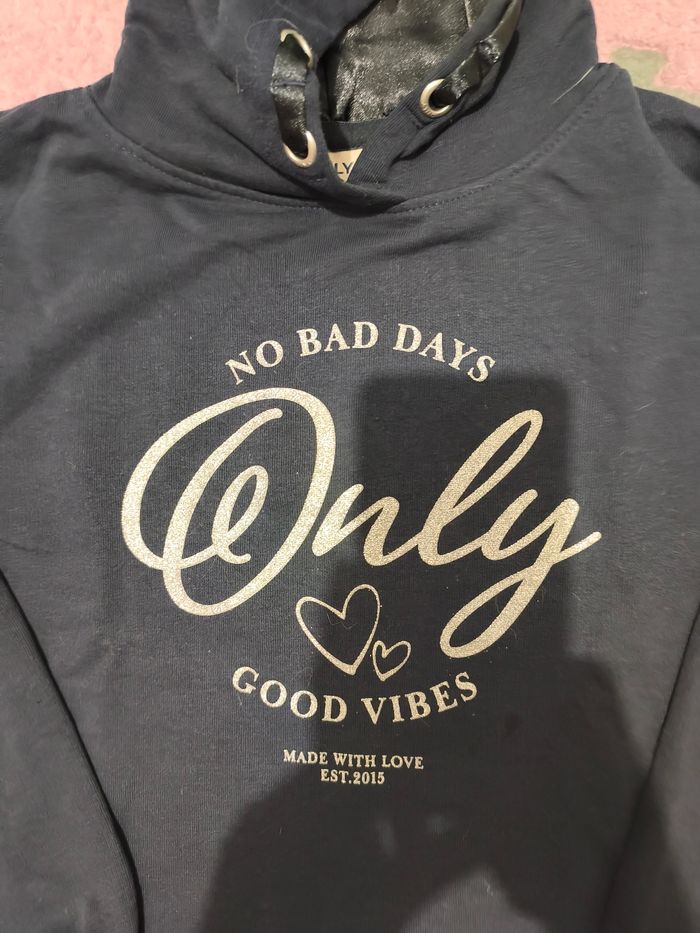 NO BAD DAYS
Only
GOOD VIBES
MADE WITH LOVE
EST.2015